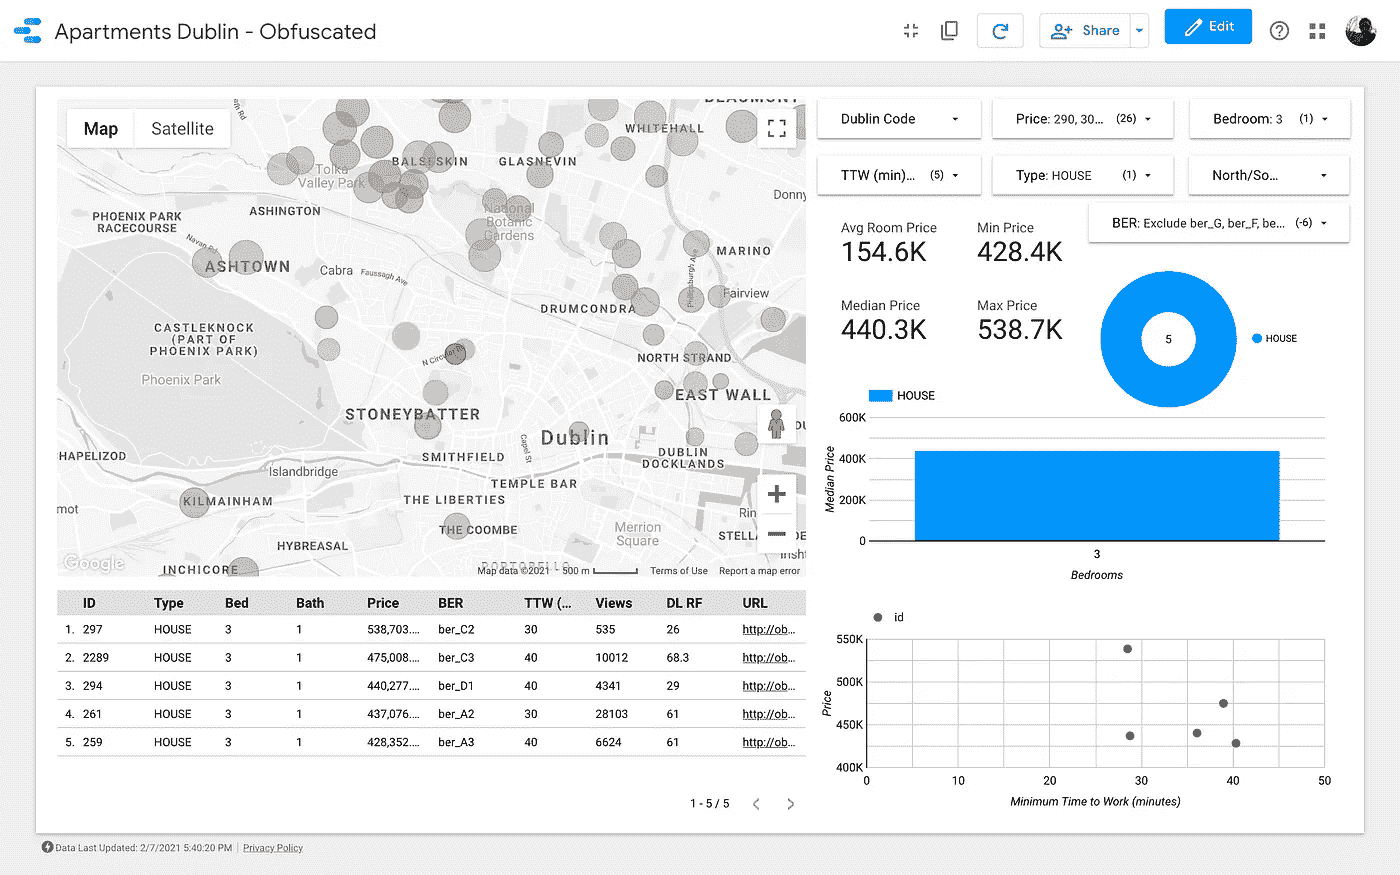 Apartments Dublin - Obfuscated
Share
Edit
Map Satellite
WHITEHALL
BALSESKIN
GLASNEVIN
Tolka
Valley Park
Donny
ASHINGTON
PHOENIX PARK
RACECOURSE
National
Botanic
Gardens
Navan Rd
MARINO
ASHTOWN
Cabra
Faussagh Ave
Philipsburgh Ave
Fairview
DRUMCONDRA
CASTLEKNOCK
(PART OF
PHOENIX PARK)
N Circular Rd
NORTH STRAND
Phoenix Park
EAST WALL
STONEYBATTER
Dublin
HAPELIZOD
Capel St
SMITHFIELD
DUBLIN
DOCKLANDS
Islandbridge
TEMPLE BAR
THE LIBERTIES
KILMAINHAM
mot
Rin
THE COOMBE
Merrion
Square
HYBREASAL
Google
INCHICORE
PORTOBELLO
Map data ©2021 500 m Terms of Use Report a map error
Dublin Code
Price: 290, 30... (26)
Bedroom: 3 (1)
TTW (min)... (5)
Type: HOUSE (1)
North/So...
BER: Exclude ber_G, ber_F, be... (-6)
Avg Room Price
154.6K
Min Price
428.4K
Median Price
440.3K
Max Price
538.7K
5
HOUSE
HOUSE
600K
400K
200K
0
Median Price
3
Bedrooms
ID Type Bed Bath Price BER TTW (... Views DL RF URL
1. 297 HOUSE 3 1 538,703.... ber_C2 30 535 26 http://ob...
2. 2289 HOUSE 3 1 475,008.... ber_C3 40 10012 68.3 http://ob...
3. 294 HOUSE 3 1 440,277.... ber_D1 40 4341 29 http://ob...
4. 261 HOUSE 3 1 437,076.... ber_A2 30 28103 61 http://ob...
5. 259 HOUSE 3 1 428,352.... ber_A3 40 6624 61 http://ob...
1 - 5 / 5
id
550K
500K
450K
400K
Price
0 10 20 30 40 50
Minimum Time to Work (minutes)
Data Last Updated: 2/7/2021 5:40:20 PM Privacy Policy